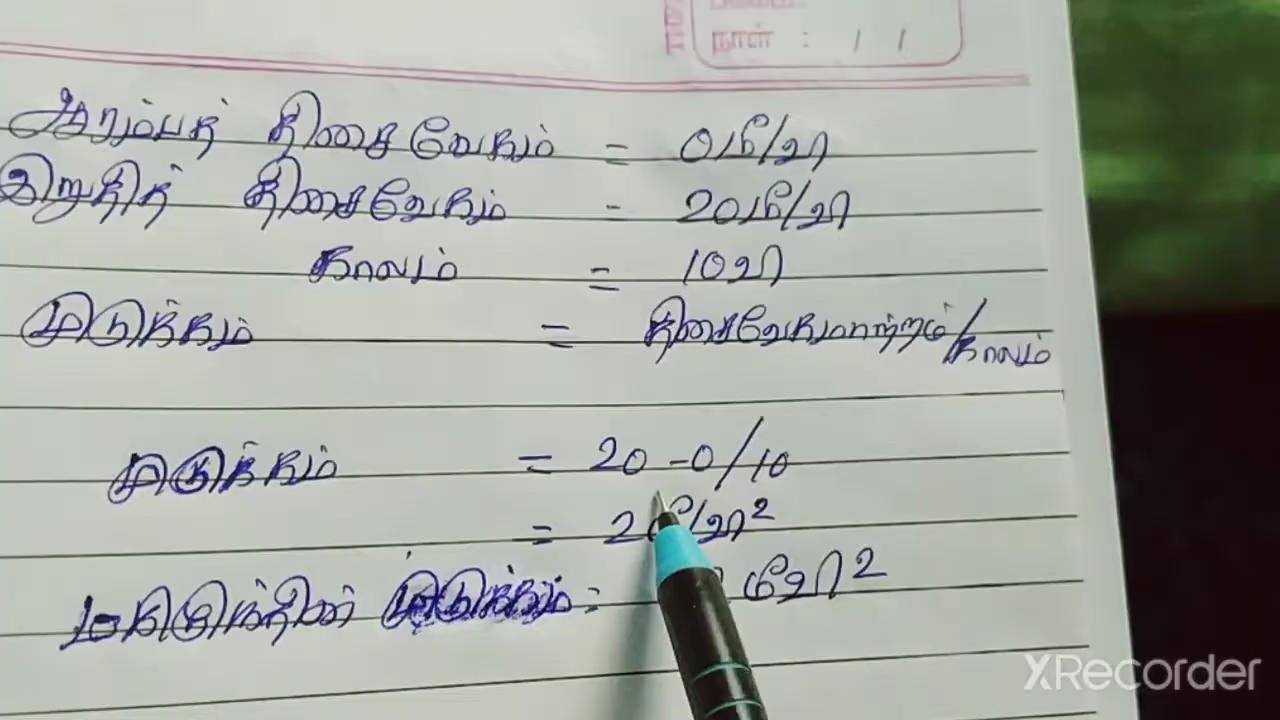 நாள் : / /
ஆரம்பத் திசைவேகம் = 0மீ/வி
இறுதித் திசைவேகம் = 20மீ/வி
காலம் = 10வி
முடுக்கம் = திசைவேகமாற்றம்/காலம்
முடுக்கம் = 20 - 0/10
= 2மீ/வி²
முடுக்கம் = மீவி²
XRecorder